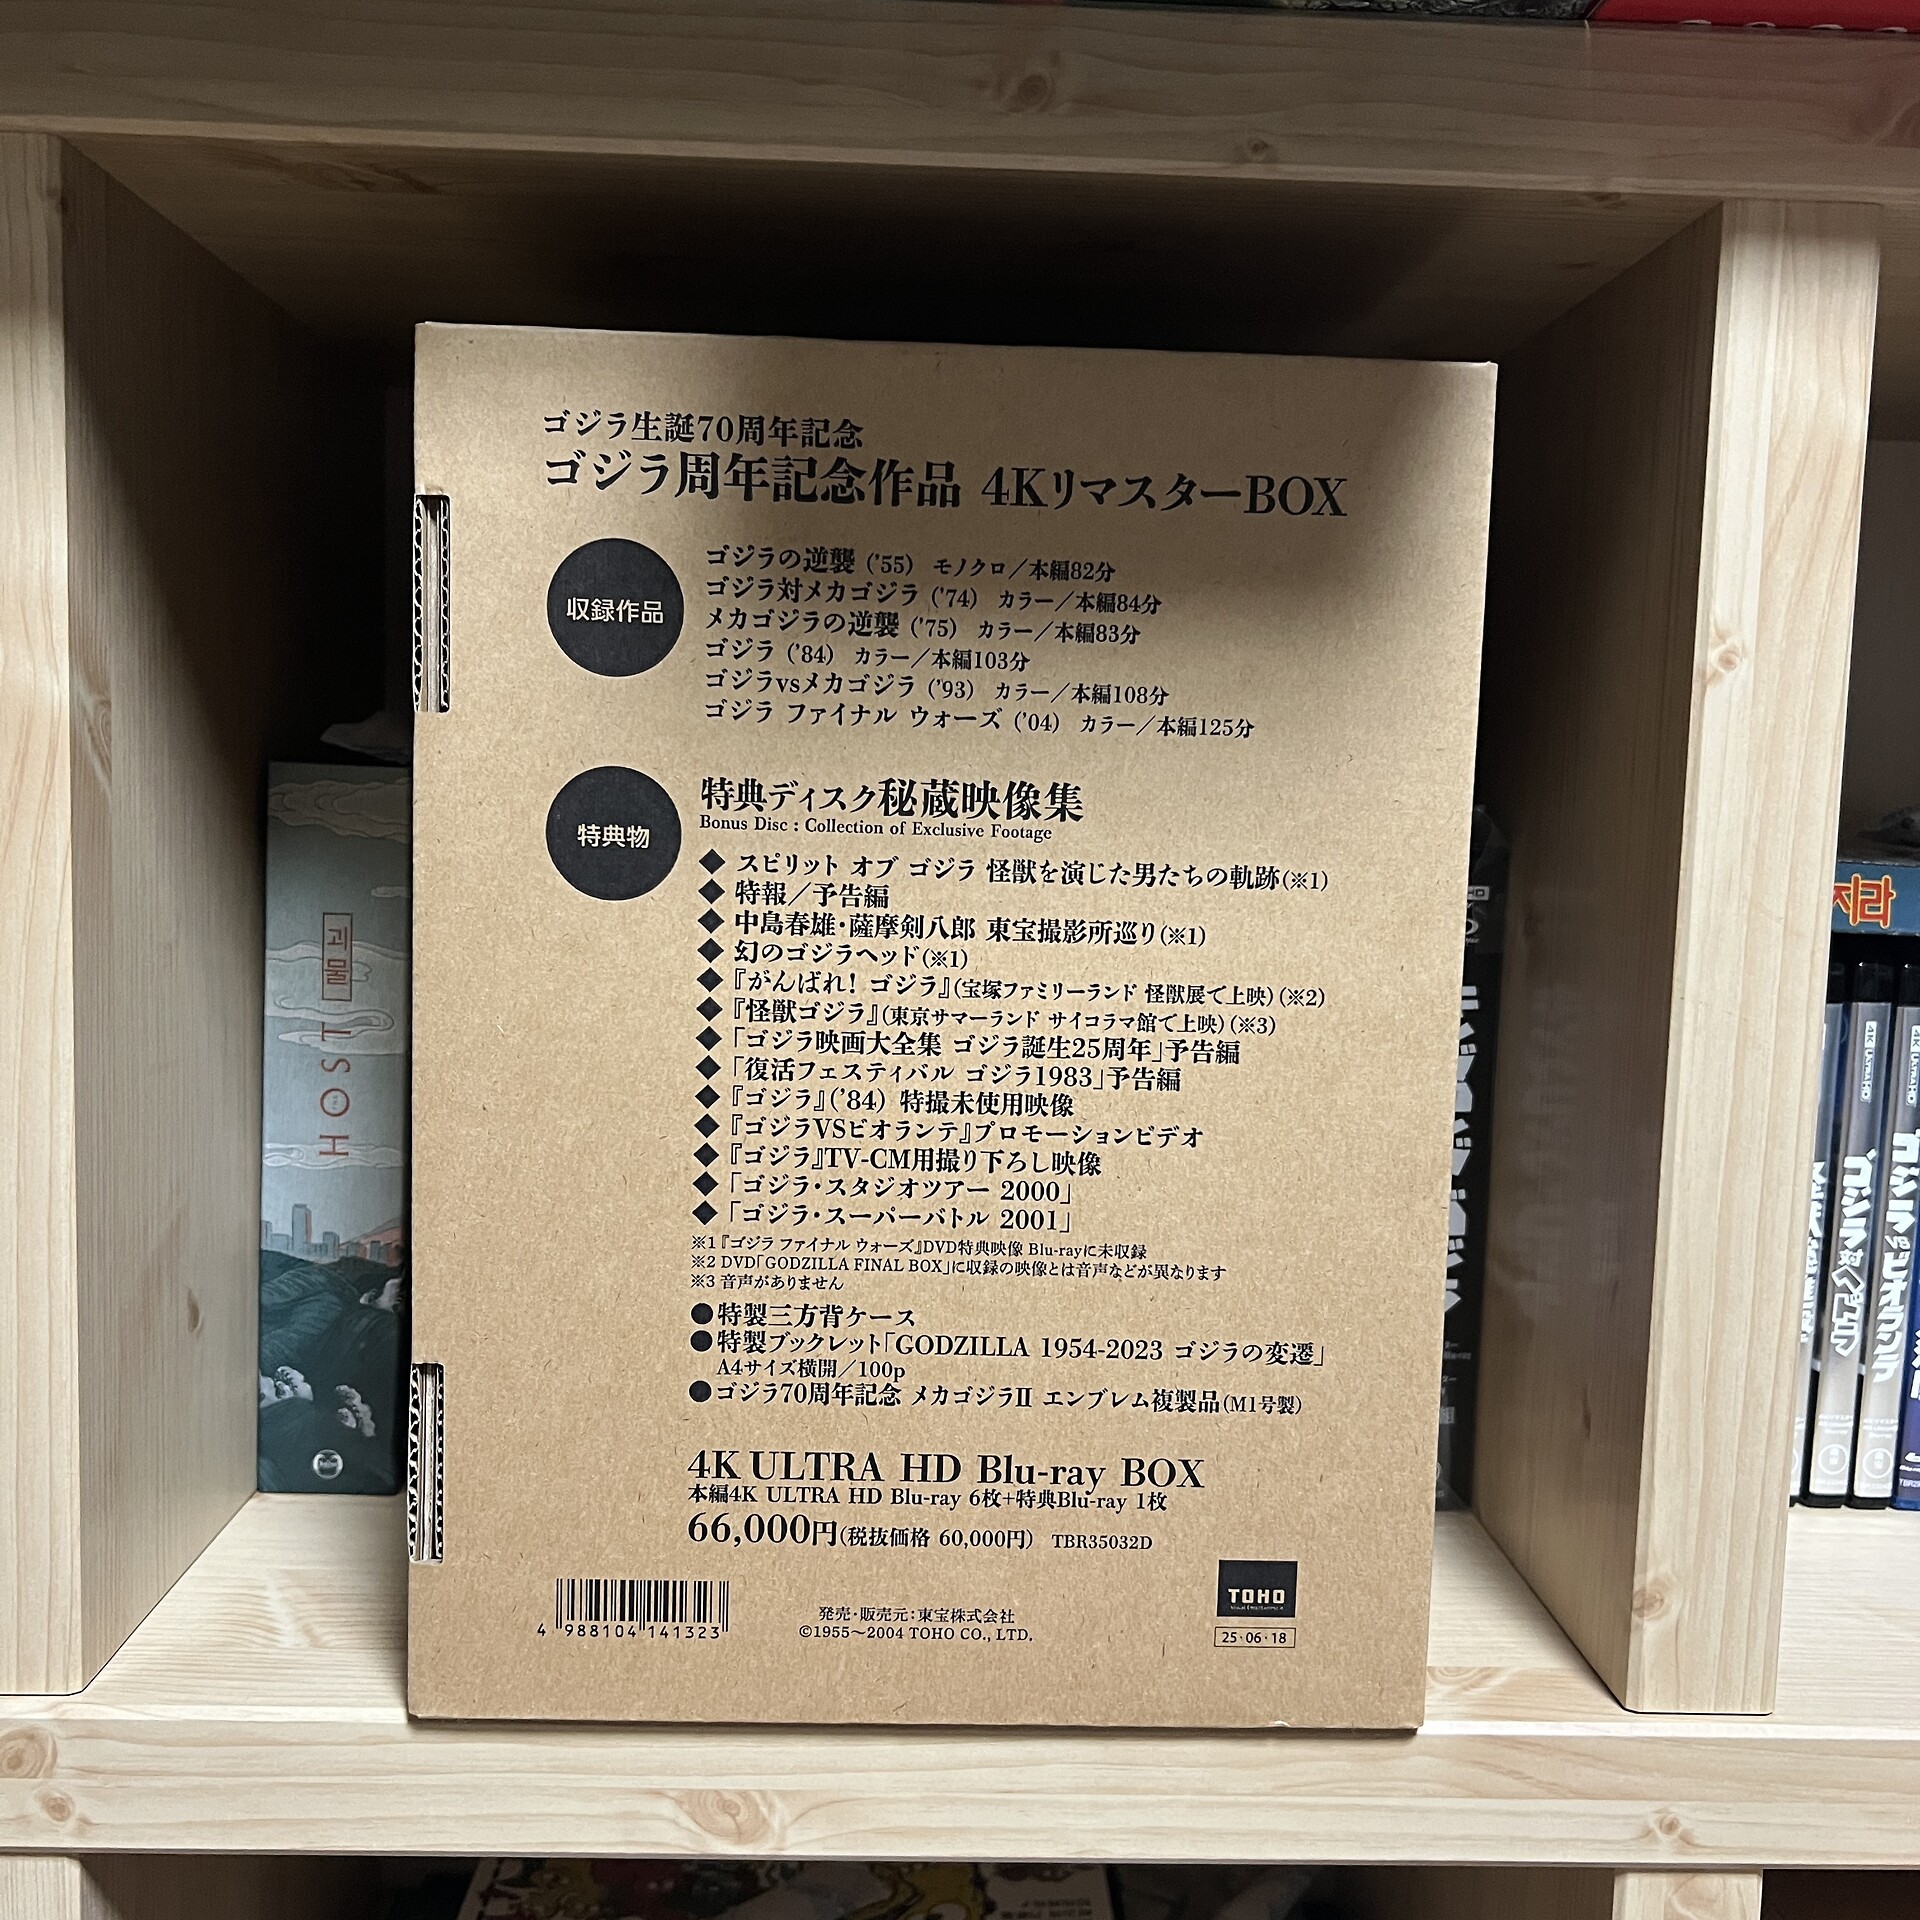 ゴジラ生誕70周年記念
ゴジラ周年記念作品 4KリマスターBOX
収録作品
ゴジラの逆襲 ('55) モノクロ／本編82分
ゴジラ対メカゴジラ ('74) カラー／本編84分
メカゴジラの逆襲 ('75) カラー／本編83分
ゴジラ ('84) カラー／本編103分
ゴジラvsメカゴジラ ('93) カラー／本編108分
ゴジラ ファイナル ウォーズ ('04) カラー／本編125分
特典物
特典ディスク秘蔵映像集
Bonus Disc : Collection of Exclusive Footage
◆ スピリット オブ ゴジラ 怪獣を演じた男たちの軌跡(※1)
◆ 特報／予告編
◆ 中島春雄・薩摩剣八郎 東宝撮影所巡り(※1)
◆ 幻のゴジラヘッド(※1)
◆ 『がんばれ! ゴジラ』(宝塚ファミリーランド 怪獣展で上映)(※2)
◆ 『怪獣ゴジラ』(東京サマーランド サイコラマ館で上映)(※3)
◆ 「ゴジラ映画大全集 ゴジラ誕生25周年」予告編
◆ 「復活フェスティバル ゴジラ1983」予告編
◆ 『ゴジラ』('84) 特撮未使用映像
◆ 『ゴジラVSビオランテ』プロモーションビデオ
◆ 『ゴジラ』TV-CM用撮り下ろし映像
◆ 「ゴジラ・スタジオツアー 2000」
◆ 「ゴジラ・スーパーバトル 2001」
※1 『ゴジラ ファイナル ウォーズ』DVD特典映像 Blu-rayに未収録
※2 DVD「GODZILLA FINAL BOX」に収録の映像とは音声などが異なります
※3 音声がありません
●特製三方背ケース
●特製ブックレット「GODZILLA 1954-2023 ゴジラの変遷」
A4サイズ横開／100p
●ゴジラ70周年記念 メカゴジラII エンブレム複製品(M1号製)
4K ULTRA HD Blu-ray BOX
本編4K ULTRA HD Blu-ray 6枚+特典Blu-ray 1枚
66,000円(税抜価格 60,000円) TBR35032D
4 988104 141323
発売・販売元：東宝株式会社
©1955〜2004 TOHO CO., LTD.
TOHO
25・06・18
괴물
HOST
ゴジラ対ヘドラ
ゴジラvsビオランテ